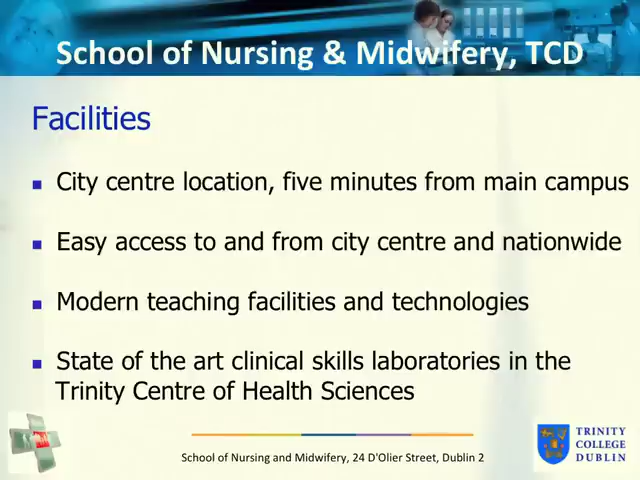 School of Nursing & Midwifery, TCD
Facilities
City centre location, five minutes from main campus
Easy access to and from city centre and nationwide
Modern teaching facilities and technologies
State of the art clinical skills laboratories in the
Trinity Centre of Health Sciences
School of Nursing and Midwifery, 24 D'Olier Street, Dublin 2
TRINITY
COLLEGE
DUBLIN